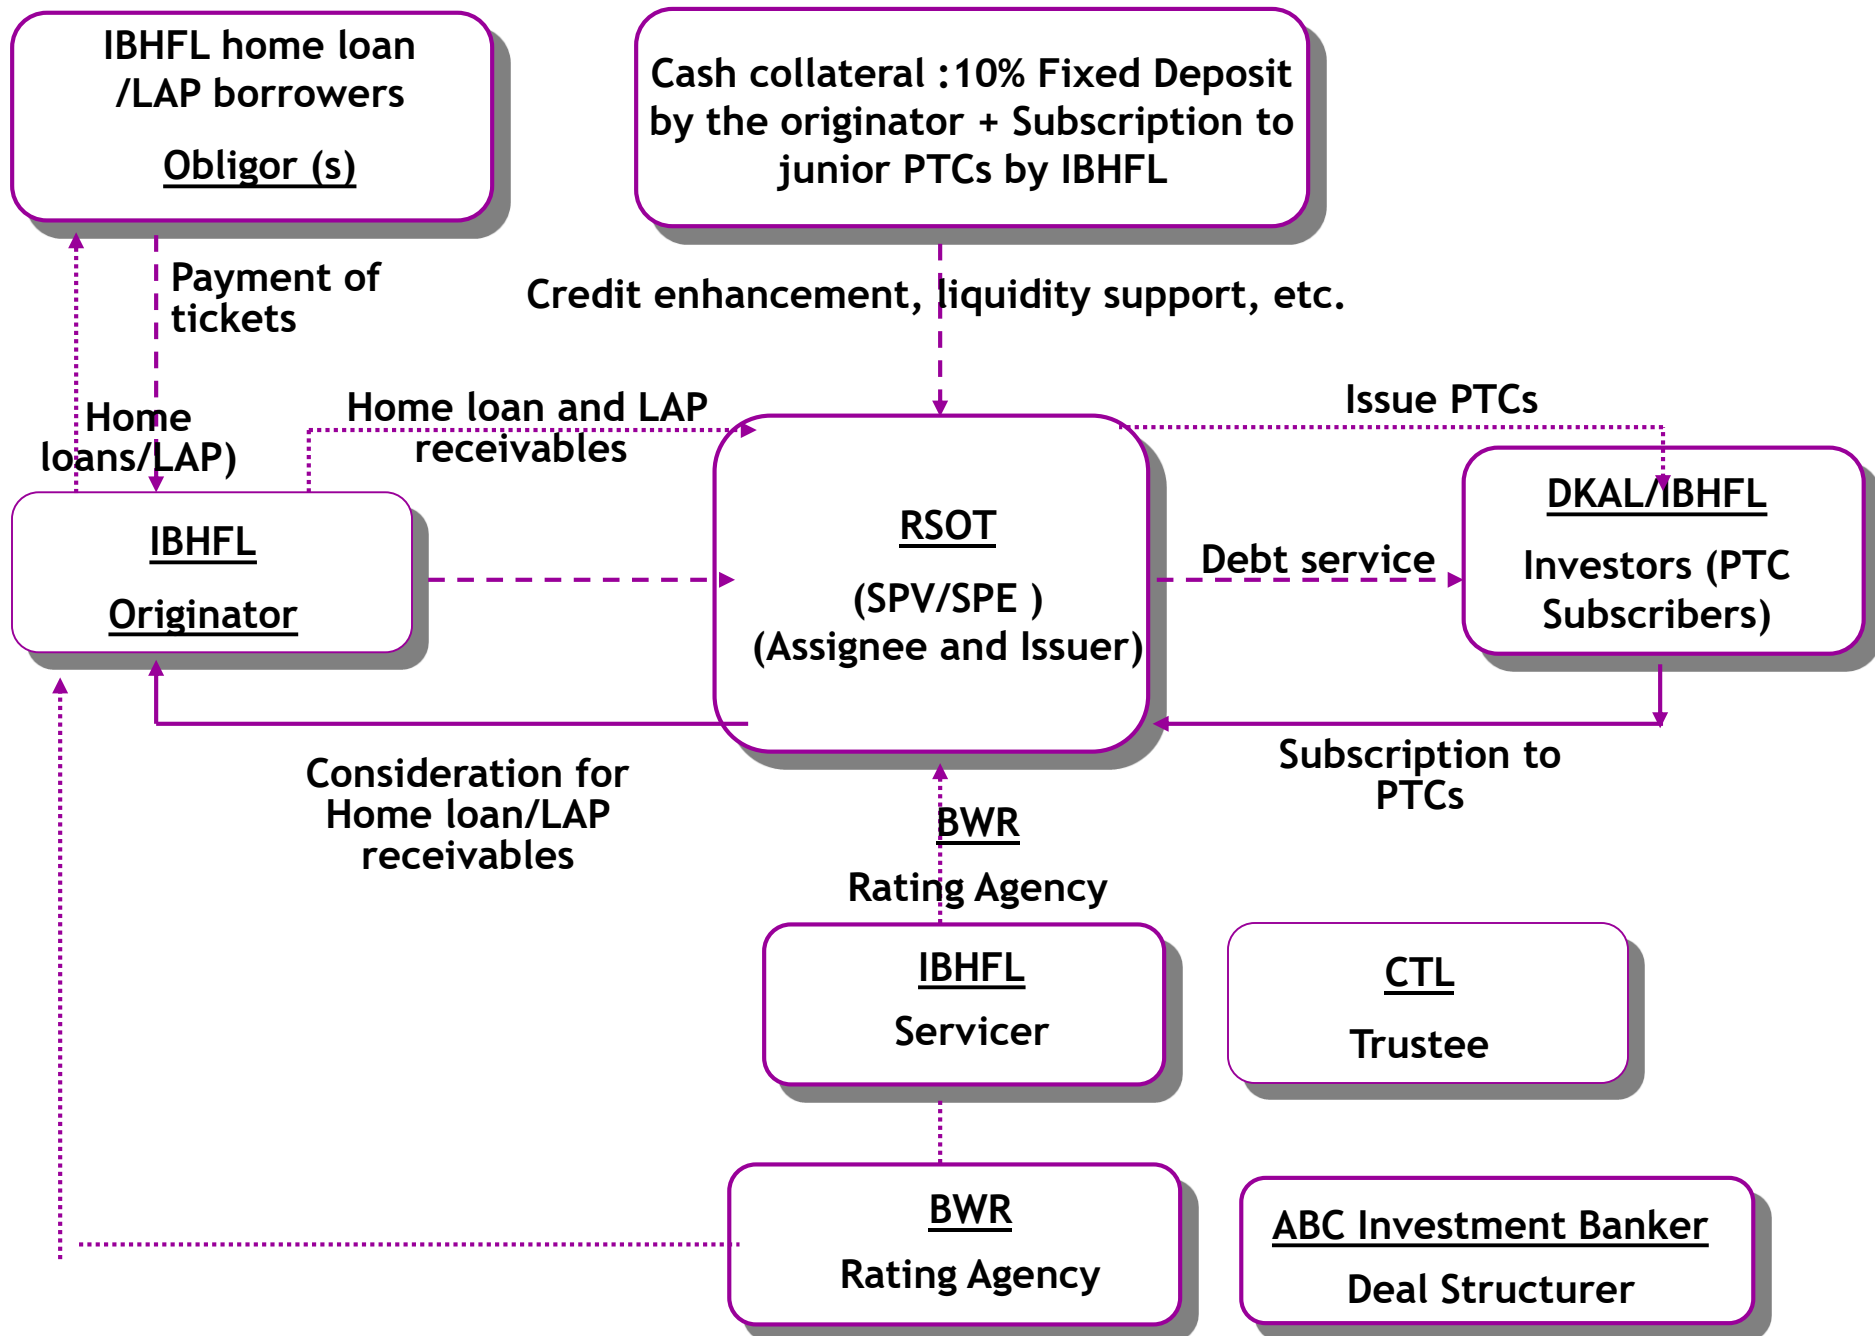 IBHFL home loan
/LAP borrowers
Obligor (s)
Cash collateral :10% Fixed Deposit
by the originator + Subscription to
junior PTCs by IBHFL
Payment of
tickets
Credit enhancement, liquidity support, etc.
Home
loans/LAP)
Home loan and LAP
receivables
Issue PTCs
IBHFL
Originator
RSOT
(SPV/SPE )
(Assignee and Issuer)
Debt service
DKAL/IBHFL
Investors (PTC
Subscribers)
Consideration for
Home loan/LAP
receivables
Subscription to
PTCs
BWR
Rating Agency
IBHFL
Servicer
CTL
Trustee
BWR
Rating Agency
ABC Investment Banker
Deal Structurer